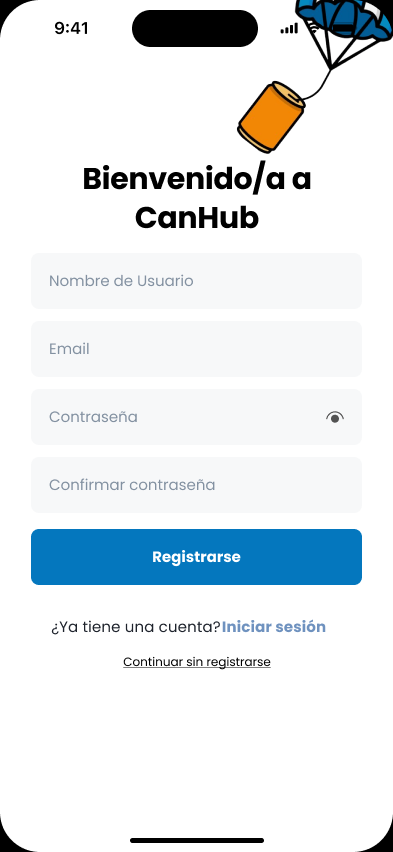 9:41
Bienvenido/a a
CanHub
Nombre de Usuario
Email
Contraseña
Confirmar contraseña
Registrarse
¿Ya tiene una cuenta?Iniciar sesión
Continuar sin registrarse